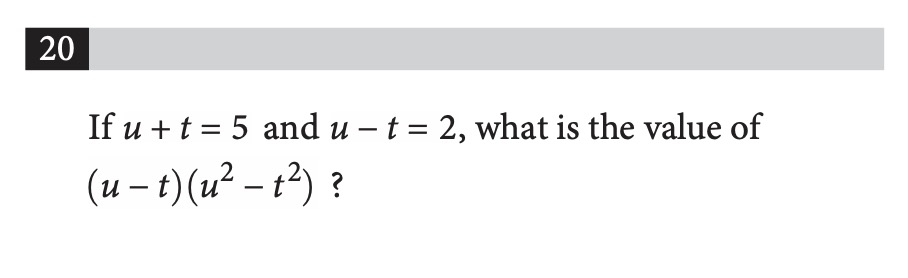 20
If u + t = 5 and u − t = 2, what is the value of
(u − t)(u² − t²) ?